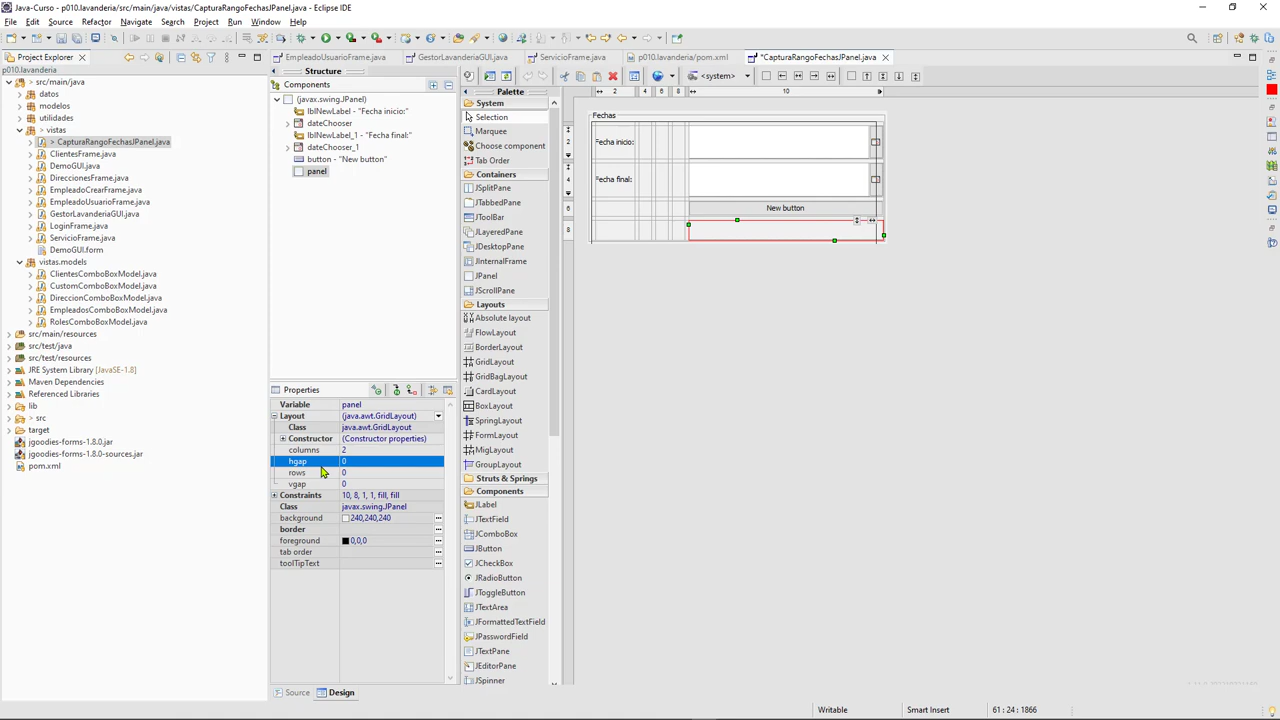 Java-Curso - p010.lavanderia/src/main/java/vistas/CapturaRangoFechasJPanel.java - Eclipse IDE
File Edit Source Refactor Navigate Search Project Run Window Help
Project Explorer
p010.lavanderia
src/main/java
datos
modelos
utilidades
vistas
> CapturaRangoFechasJPanel.java
ClientesFrame.java
DemoGUI.java
DireccionesFrame.java
EmpleadoCrearFrame.java
EmpleadoUsuarioFrame.java
GestorLavanderiaGUI.java
LoginFrame.java
ServicioFrame.java
DemoGUI.form
vistas.models
ClientesComboBoxModel.java
CustomComboBoxModel.java
DireccionComboBoxModel.java
EmpleadosComboBoxModel.java
RolesComboBoxModel.java
src/main/resources
src/test/java
src/test/resources
JRE System Library [JavaSE-1.8]
Maven Dependencies
Referenced Libraries
lib
src
target
jgoodies-forms-1.8.0.jar
jgoodies-forms-1.8.0-sources.jar
pom.xml
EmpleadoUsuarioFrame.java
GestorLavanderiaGUI.java
ServicioFrame.java
p010.lavanderia/pom.xml
*CapturaRangoFechasJPanel.java
Structure
Components
(javax.swing.JPanel)
lblNewLabel - "Fecha inicio:"
dateChooser
lblNewLabel_1 - "Fecha final:"
dateChooser_1
button - "New button"
panel
Properties
Variable panel
Layout (java.awt.GridLayout)
Class java.awt.GridLayout
Constructor (Constructor properties)
columns 2
hgap 0
rows 0
vgap 0
Constraints 10, 8, 1, 1, fill, fill
Class javax.swing.JPanel
background 240,240,240
border
foreground 0,0,0
tab order
toolTipText
Source Design
Palette
System
Selection
Marquee
Choose component
Tab Order
Containers
JSplitPane
JTabbedPane
JToolBar
JLayeredPane
JDesktopPane
JInternalFrame
JPanel
JScrollPane
Layouts
Absolute layout
FlowLayout
BorderLayout
GridLayout
GridBagLayout
CardLayout
BoxLayout
SpringLayout
FormLayout
MigLayout
GroupLayout
Struts & Springs
Components
JLabel
JTextField
JComboBox
JButton
JCheckBox
JRadioButton
JToggleButton
JTextArea
JFormattedTextField
JPasswordField
JTextPane
JEditorPane
JSpinner
<system>
2 4 6 8 10
2
4
6
8
Fechas
Fecha inicio:
Fecha final:
New button
Writable Smart Insert 61 : 24 : 1866